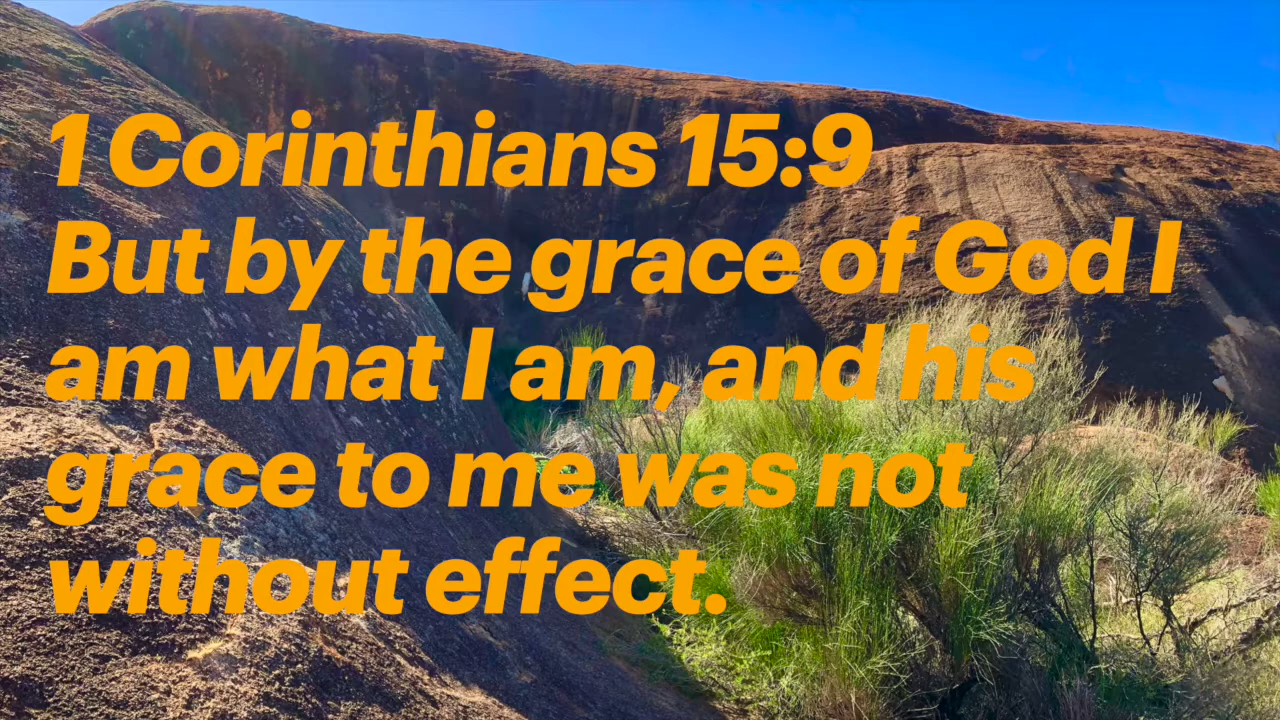 1 Corinthians 15:9
But by the grace of God I
am what I am, and his
grace to me was not
without effect.